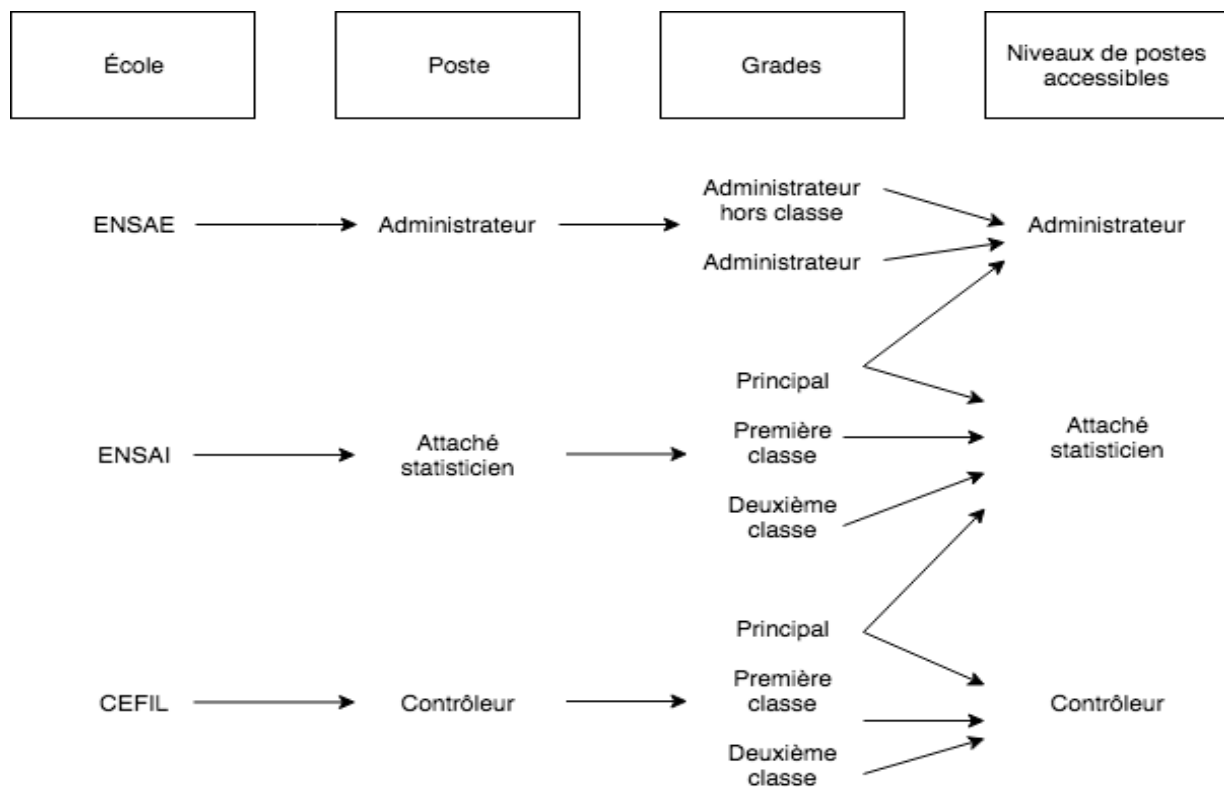 École
Poste
Grades
Niveaux de postes
accessibles
Administrateur
hors classe
ENSAE
Administrateur
Administrateur
Administrateur
Principal
ENSAI
Attaché
statisticien
Première
classe
Attaché
statisticien
Deuxième
classe
Principal
CEFIL
Contrôleur
Première
classe
Contrôleur
Deuxième
classe